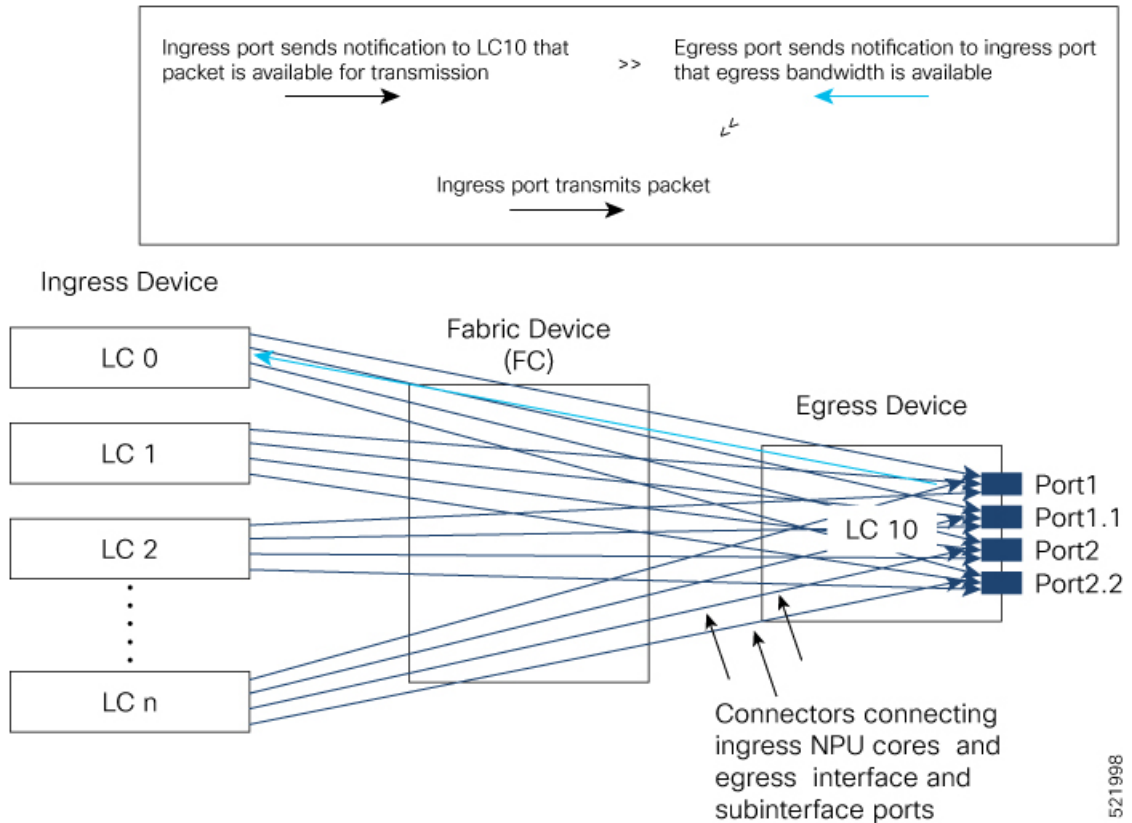 Ingress port sends notification to LC10 that
packet is available for transmission
>>
Egress port sends notification to ingress port
that egress bandwidth is available
>>
Ingress port transmits packet
Ingress Device
LC 0
LC 1
LC 2
LC n
Fabric Device
(FC)
Egress Device
LC 10
Port1
Port1.1
Port2
Port2.2
Connectors connecting
ingress NPU cores and
egress interface and
subinterface ports
521998